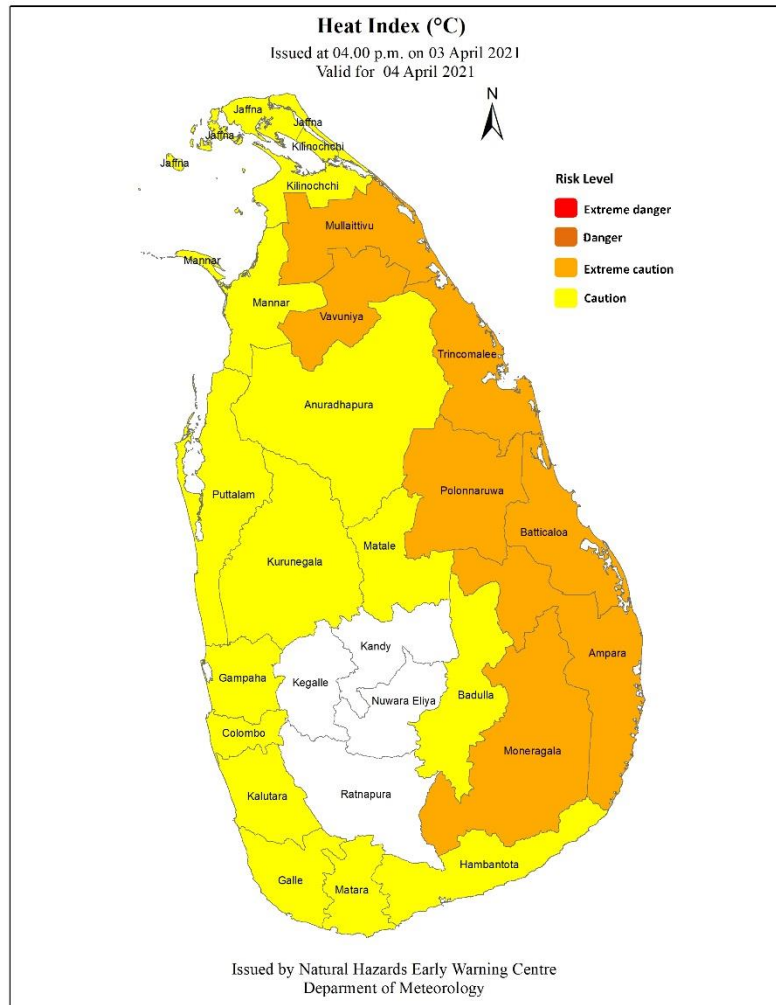 Heat Index (°C)
Issued at 04.00 p.m. on 03 April 2021
Valid for 04 April 2021
N
Jaffna
Jaffna
Jaffna
Kilinochchi
Jaffna
Kilinochchi
Risk Level
Extreme danger
Danger
Extreme caution
Caution
Mullaittivu
Mannar
Mannar
Vavuniya
Trincomalee
Anuradhapura
Puttalam
Polonnaruwa
Batticaloa
Matale
Kurunegala
Kandy
Ampara
Gampaha
Kegalle
Nuwara Eliya
Badulla
Colombo
Moneragala
Kalutara
Ratnapura
Hambantota
Galle
Matara
Issued by Natural Hazards Early Warning Centre
Deparment of Meteorology